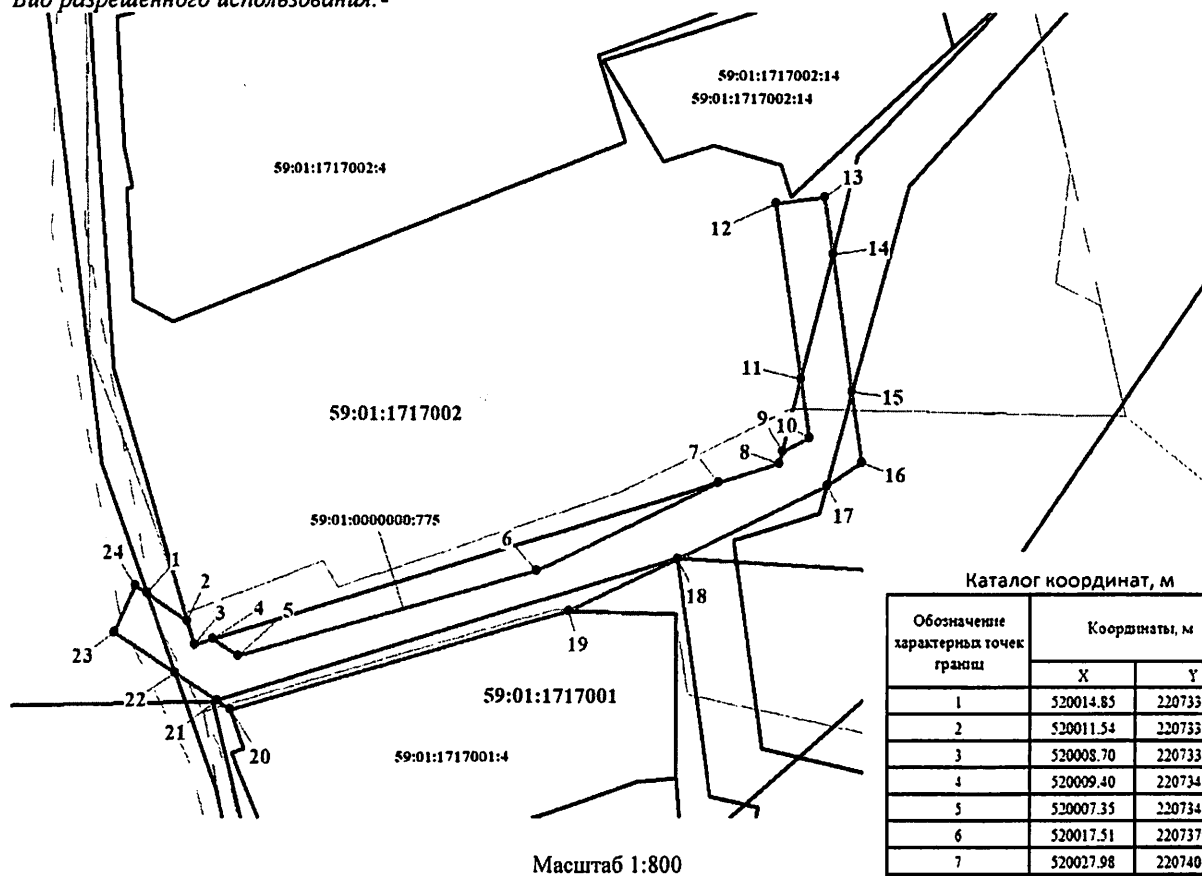 Вид разрешенного использования:-
59:01:1717002:14
59:01:1717002:14
59:01:1717002:4
13
12
14
11
15
59:01:1717002
9
10
8
7
16
17
59:01:0000000:775
6
24
1
2
3
4
5
18
19
23
22
21
20
59:01:1717001
59:01:1717001:4
Масштаб 1:800
Каталог координат, м
Обозначение характерных точек границ
Координаты, м
X Y
1 520014.85 220733
2 520011.54 220733
3 520008.70 220733
4 520009.40 220734
5 520007.35 220734
6 520017.51 220737
7 520027.98 220740